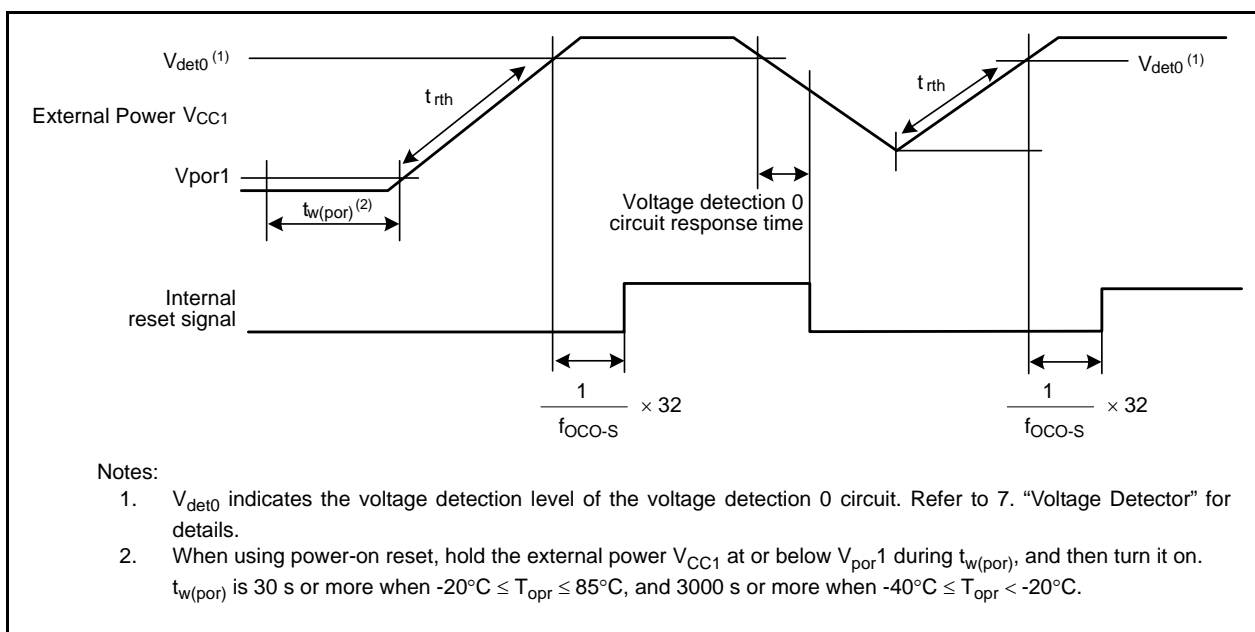 Vdet0 (1)
Vdet0 (1)
trth
trth
External Power VCC1
Vpor1
tw(por) (2)
Voltage detection 0
circuit response time
Internal
reset signal
1
fOCO-S
× 32
1
fOCO-S
× 32
Notes:
1. Vdet0 indicates the voltage detection level of the voltage detection 0 circuit. Refer to 7. “Voltage Detector” for
details.
2. When using power-on reset, hold the external power VCC1 at or below Vpor1 during tw(por), and then turn it on.
tw(por) is 30 s or more when -20°C ≤ Topr ≤ 85°C, and 3000 s or more when -40°C ≤ Topr < -20°C.